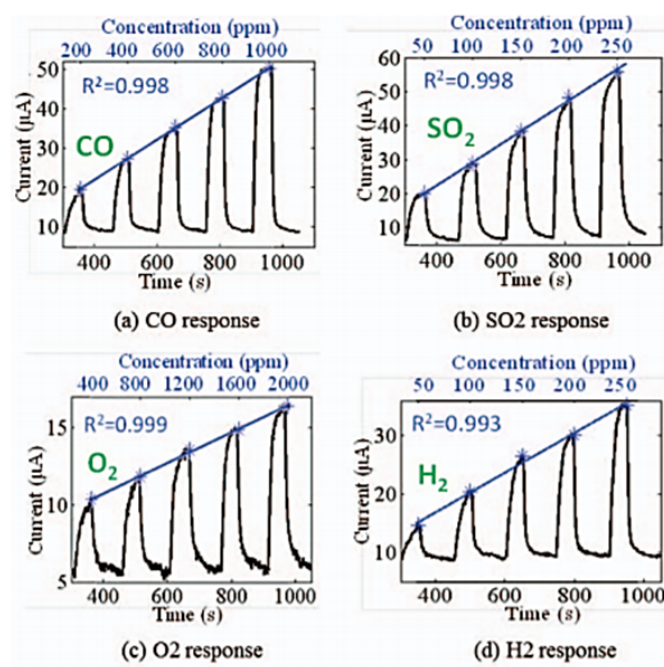 Concentration (ppm)
200 400 600 800 1000
50
40
30
20
10
R²=0.998
CO
Current (µA)
400 600 800 1000
Time (s)
(a) CO response
Concentration (ppm)
50 100 150 200 250
60
50
40
30
20
10
R²=0.998
SO₂
Current (µA)
400 600 800 1000
Time (s)
(b) SO2 response
Concentration (ppm)
400 800 1200 1600 2000
15
10
5
R²=0.999
O₂
Current (µA)
400 600 800 1000
Time (s)
(c) O2 response
Concentration (ppm)
50 100 150 200 250
30
20
10
R²=0.993
H₂
Current (µA)
400 600 800 1000
Time (s)
(d) H2 response